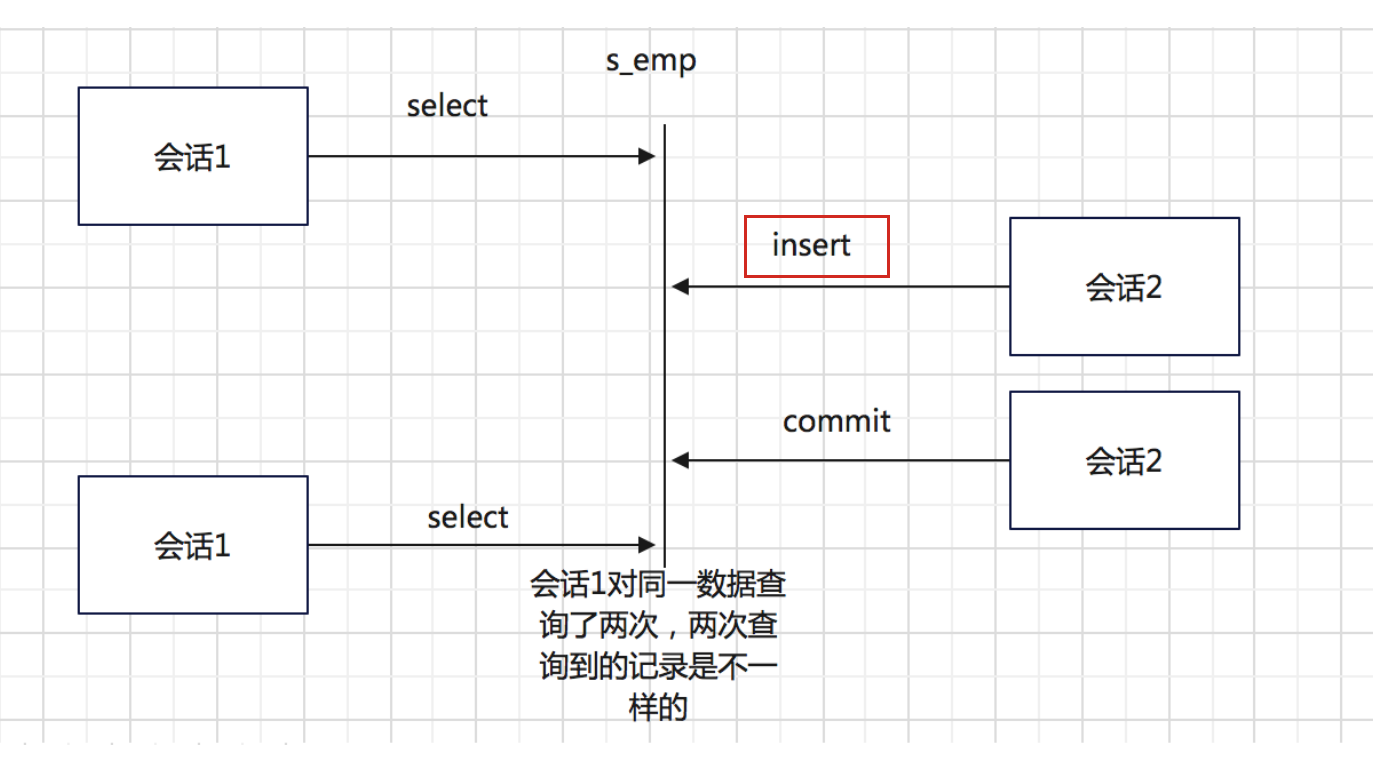 s_emp
select
会话1
insert
会话2
commit
会话2
select
会话1
会话1对同一数据查
询了两次，两次查
询到的记录是不一
样的